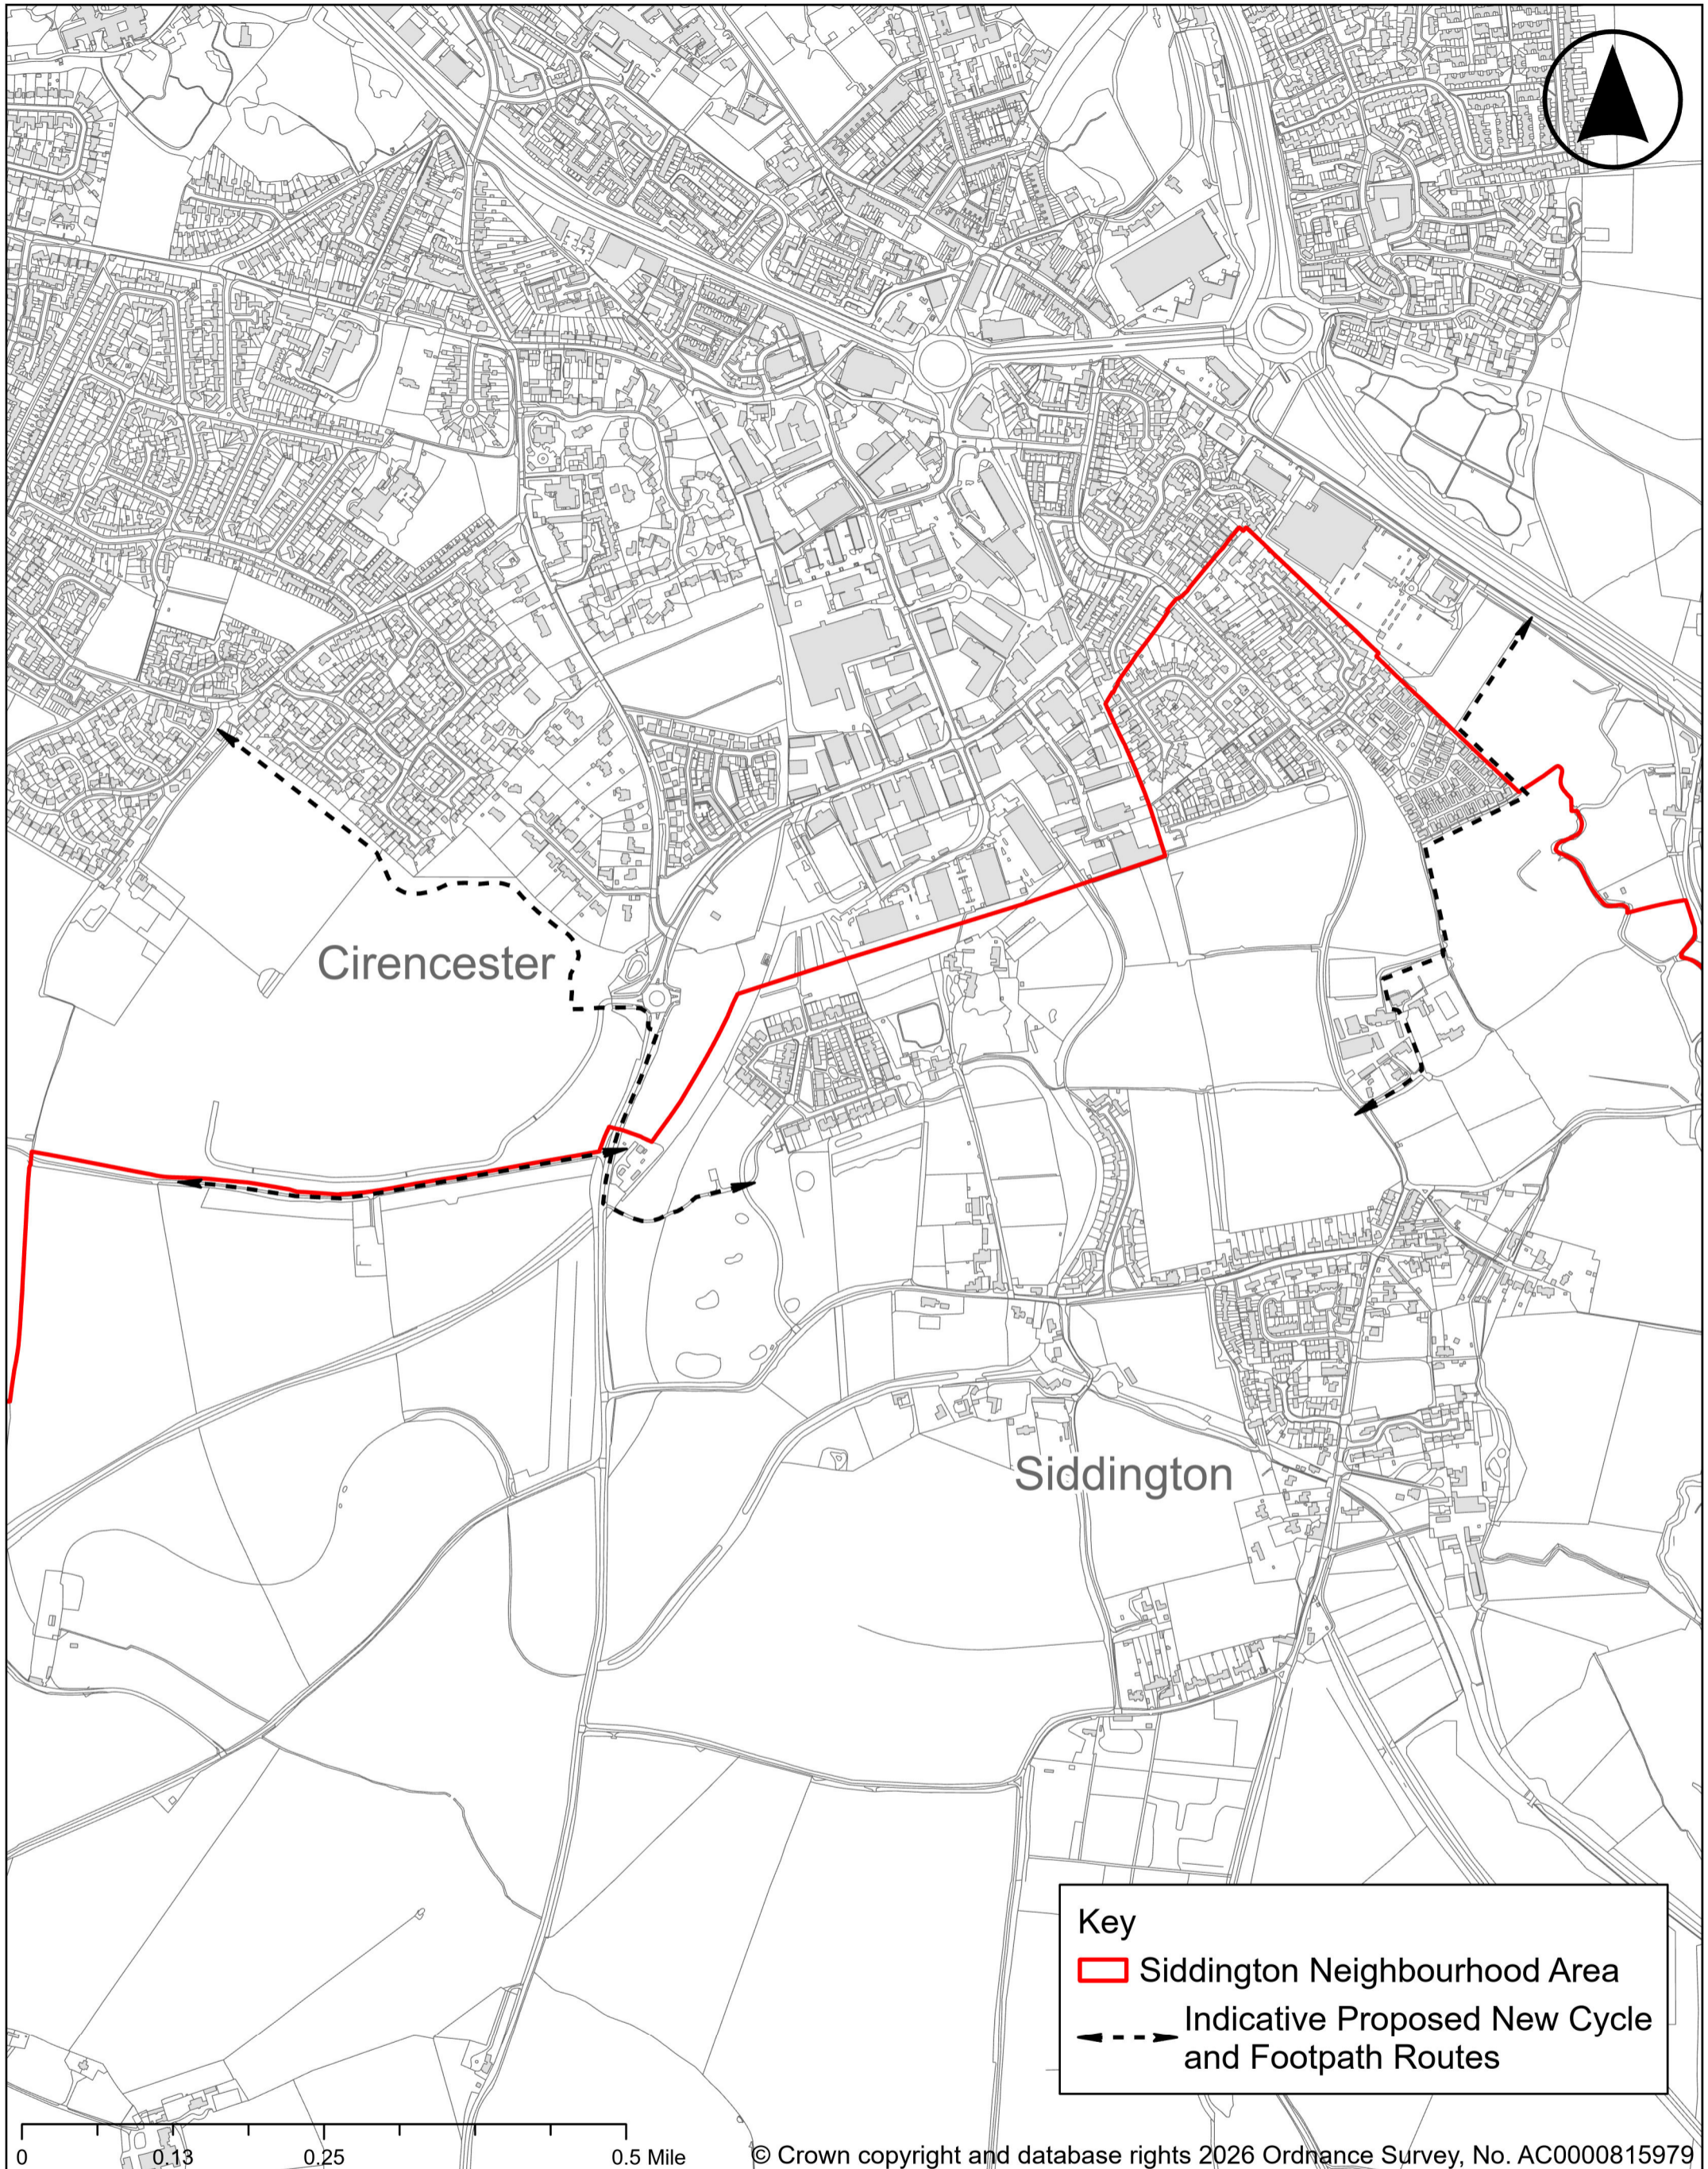 Cirencester
Siddington
Key
Siddington Neighbourhood Area
Indicative Proposed New Cycle
and Footpath Routes
0 0.13 0.25 0.5 Mile
© Crown copyright and database rights 2026 Ordnance Survey, No. AC0000815979